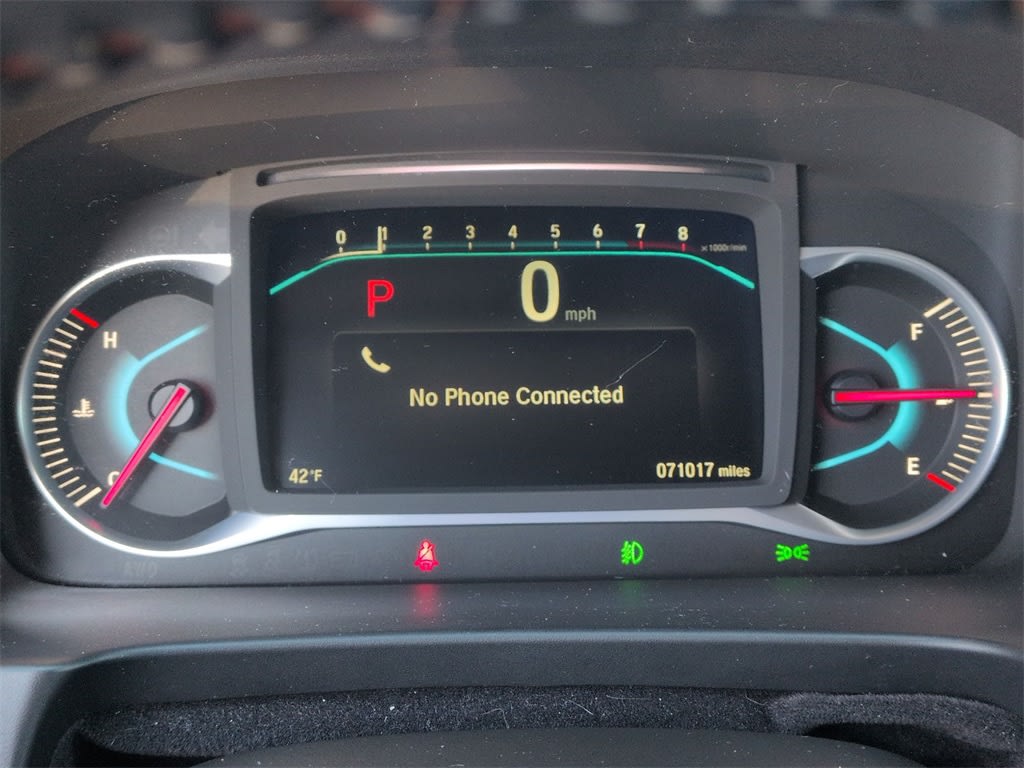 0 1 2 3 4 5 6 7 8 ×1000r/min
P 0 mph
H
F
No Phone Connected
C
E
42°F
071017 miles